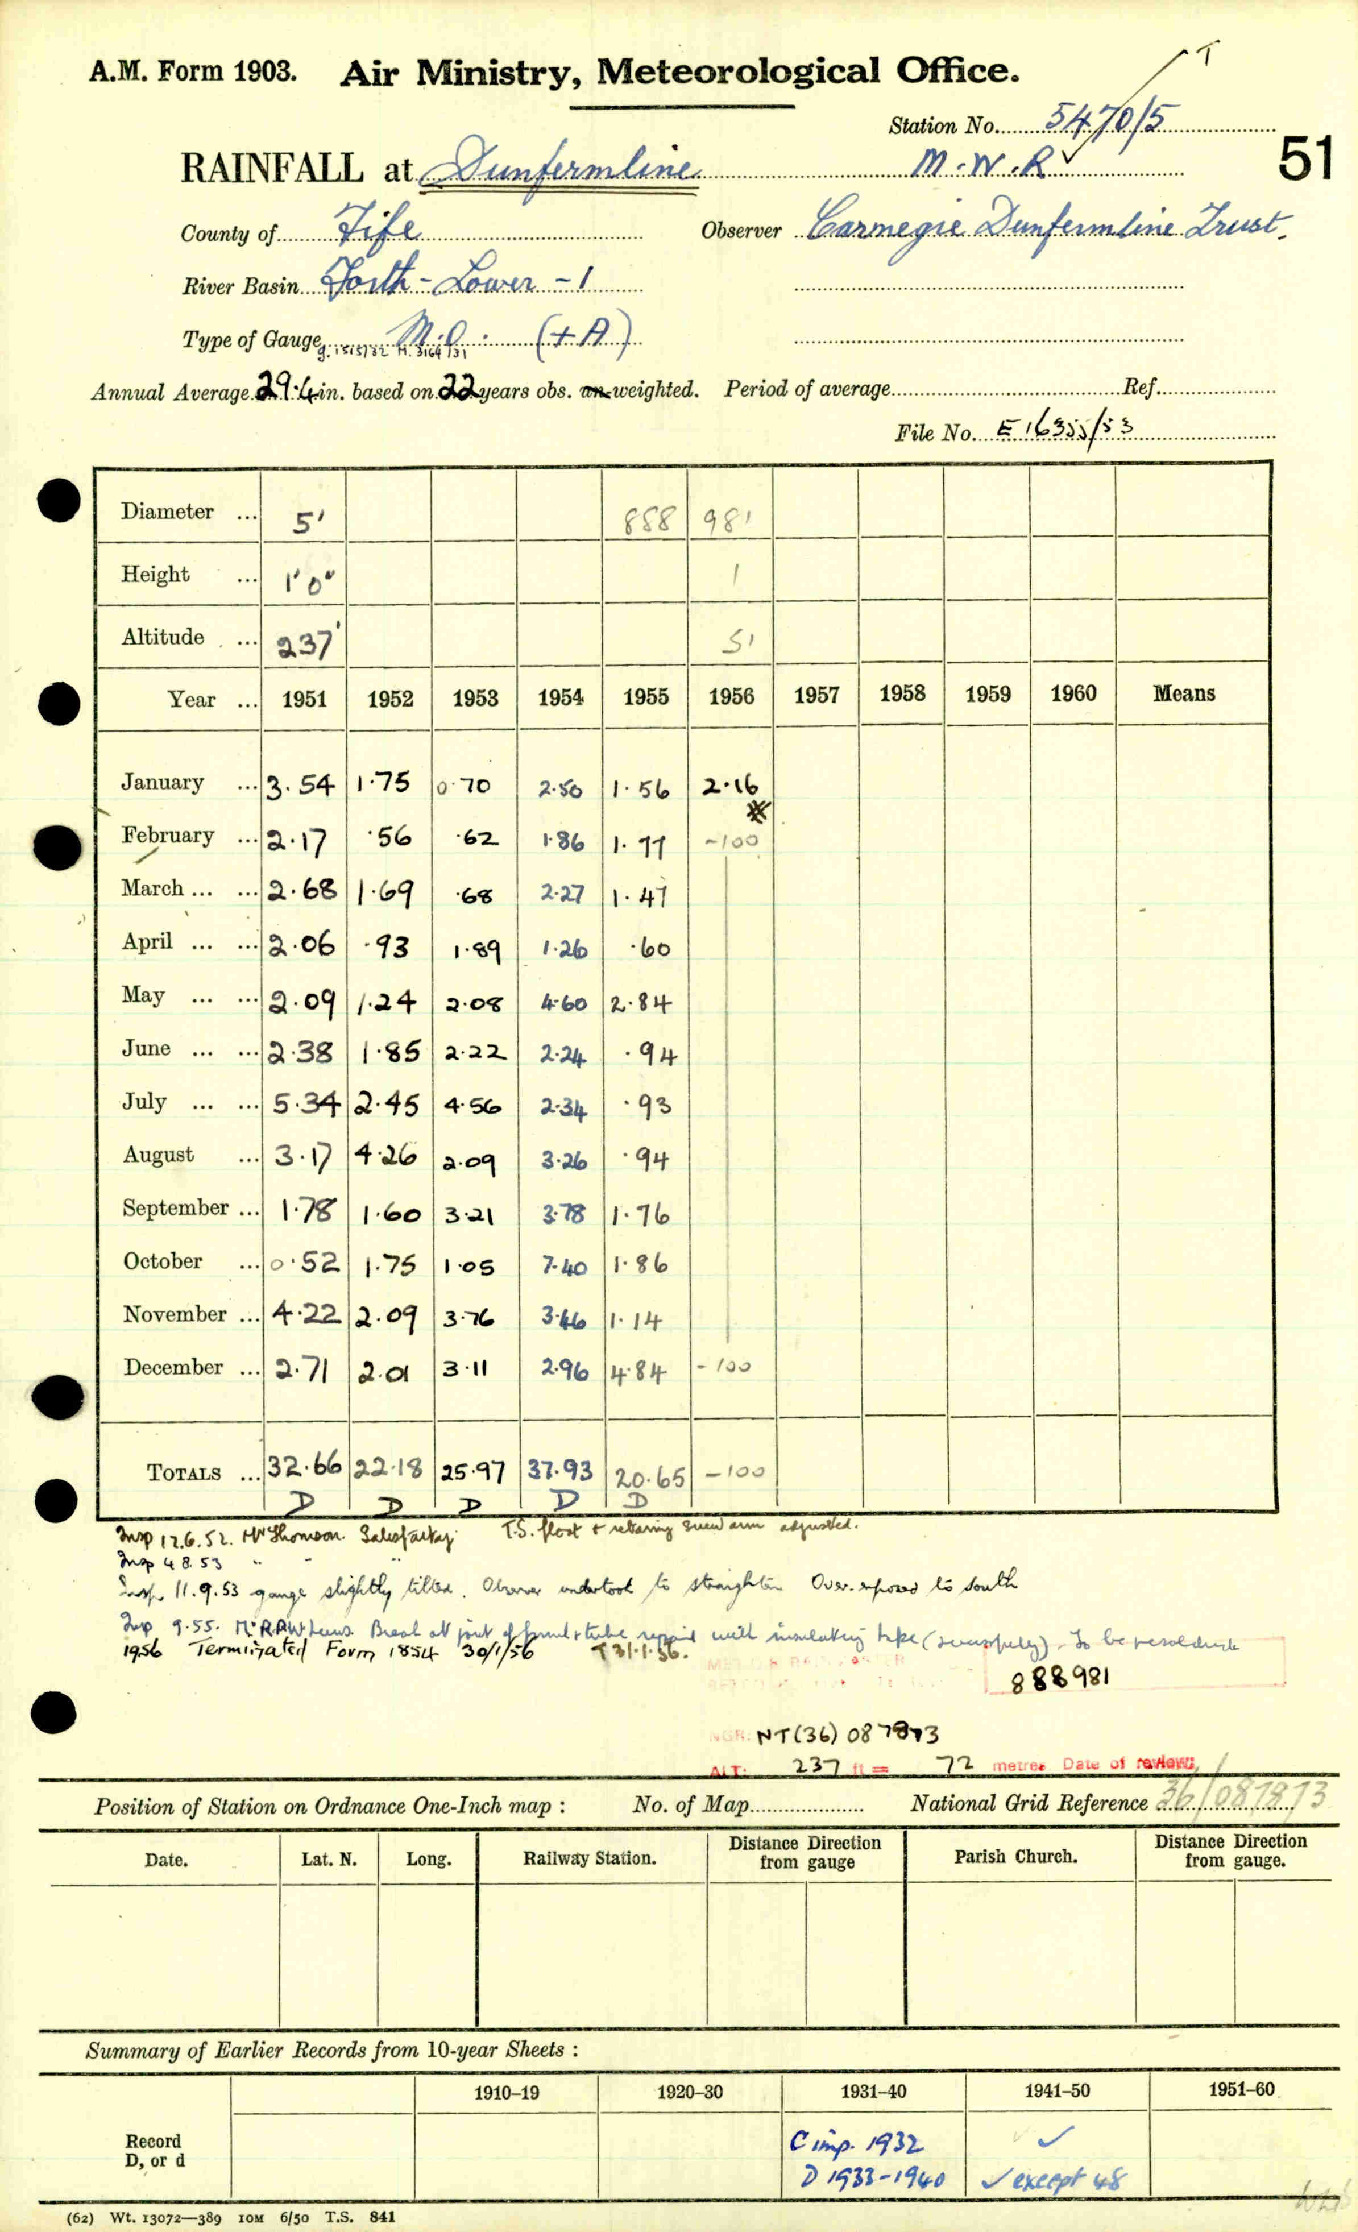 T
A.M. Form 1903. Air Ministry, Meteorological Office.
Station No. 5470/5
RAINFALL at Dunfermline M.W.R ✓ 51
County of Fife Observer Carnegie Dunfermline Trust.
River Basin Forth - Lower - 1
Type of Gauge M.O. (+A)
g. 1515/32 M. 3164/31
Annual Average 29.4 in. based on 22 years obs. un-weighted. Period of average Ref.
File No. E 16355/53
Diameter ... 5' 888 981
Height ... 1'0" 1
Altitude ... 237' 51
Year ... 1951 1952 1953 1954 1955 1956 1957 1958 1959 1960 Means
January ... 3.54 1.75 0.70 2.50 1.56 2.16
February ... 2.17 .56 .62 1.86 1.77 -100
March ... ... 2.68 1.69 .68 2.27 1.47
April ... ... 2.06 .93 1.89 1.26 .60
May ... ... 2.09 1.24 2.08 4.60 2.84
June ... ... 2.38 1.85 2.22 2.24 .94
July ... ... 5.34 2.45 4.56 2.34 .93
August ... 3.17 4.26 2.09 3.26 .94
September ... 1.78 1.60 3.21 3.78 1.76
October ... 0.52 1.75 1.05 7.40 1.86
November ... 4.22 2.09 3.76 3.46 1.14
December ... 2.71 2.01 3.11 2.96 4.84 -100
TOTALS ... 32.66 22.18 25.97 37.93 20.65 -100
D D D D D
Insp 12.6.52. Mr Thomson. Satisfactory. T.S. float + retaining screw arm adjusted.
Insp 4 8.53 " - "
Insp. 11.9.53 gauge slightly tilted. Observer undertook to straighten Over-exposed to south
Insp 9.55. Mr R.P.W. Lewis. Break at joint of funnel + tube repaired with insulating tape (successfully). To be resoldered
1956 Terminated Form 1854 30/1/56 T 31.1.56.
888981
NGR: NT(36) 087873
ALT: 237 ft = 72 metres Date of review
Position of Station on Ordnance One-Inch map : No. of Map National Grid Reference 36/087873
Date. Lat. N. Long. Railway Station. Distance Direction from gauge Parish Church. Distance Direction from gauge.
Summary of Earlier Records from 10-year Sheets :
1910–19 1920–30 1931–40 1941–50 1951–60
Record C imp. 1932 ✓
D, or d D 1933-1940 ✓ except 48
(62) Wt. 13072—389 10M 6/50 T.S. 841